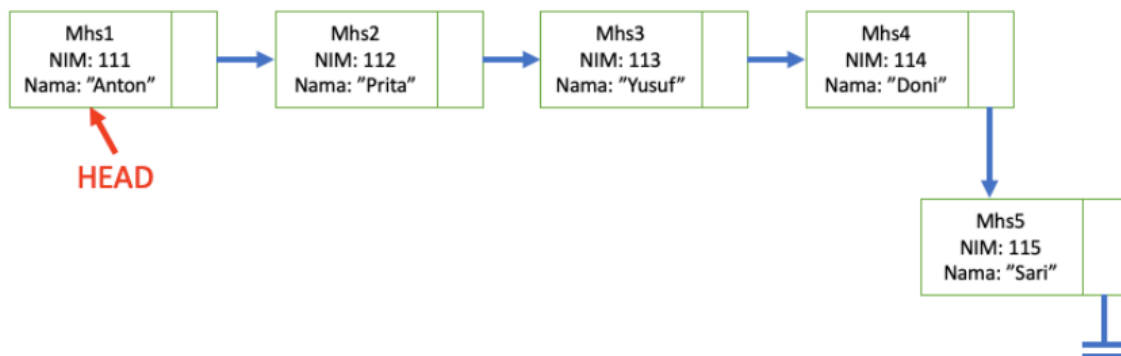 Mhs1
NIM: 111
Nama: ”Anton”
Mhs2
NIM: 112
Nama: ”Prita”
Mhs3
NIM: 113
Nama: ”Yusuf”
Mhs4
NIM: 114
Nama: ”Doni”
HEAD
Mhs5
NIM: 115
Nama: ”Sari”